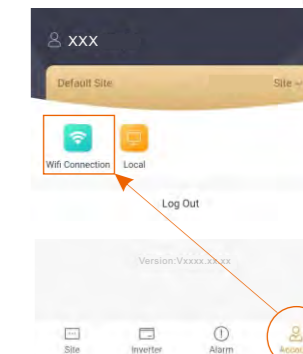 XXX
Default Site Site
Wifi Connection Local
Log Out
Version:Vxxxx.xx.xx
Site Inverter Alarm